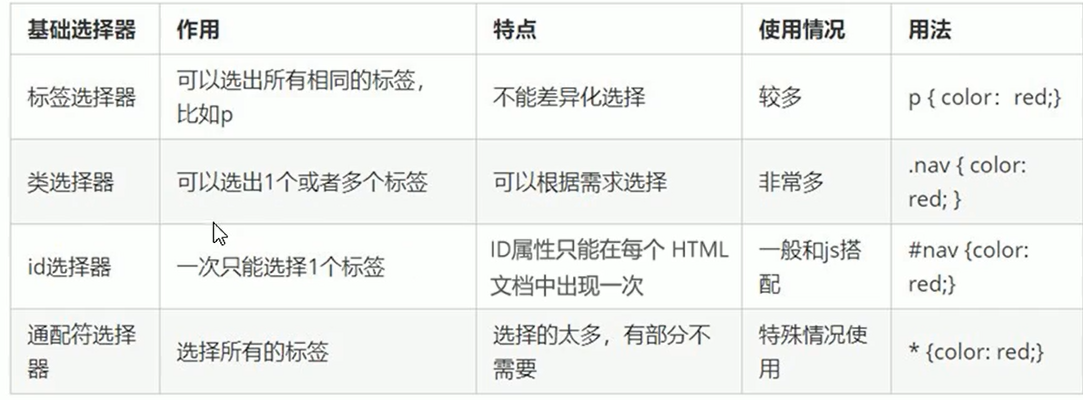 基础选择器 作用 特点 使用情况 用法
标签选择器 可以选出所有相同的标签，比如p 不能差异化选择 较多 p { color：red;}
类选择器 可以选出1个或者多个标签 可以根据需求选择 非常多 .nav { color: red; }
id选择器 一次只能选择1个标签 ID属性只能在每个 HTML 文档中出现一次 一般和js搭配 #nav {color: red;}
通配符选择器 选择所有的标签 选择的太多，有部分不需要 特殊情况使用 * {color: red;}